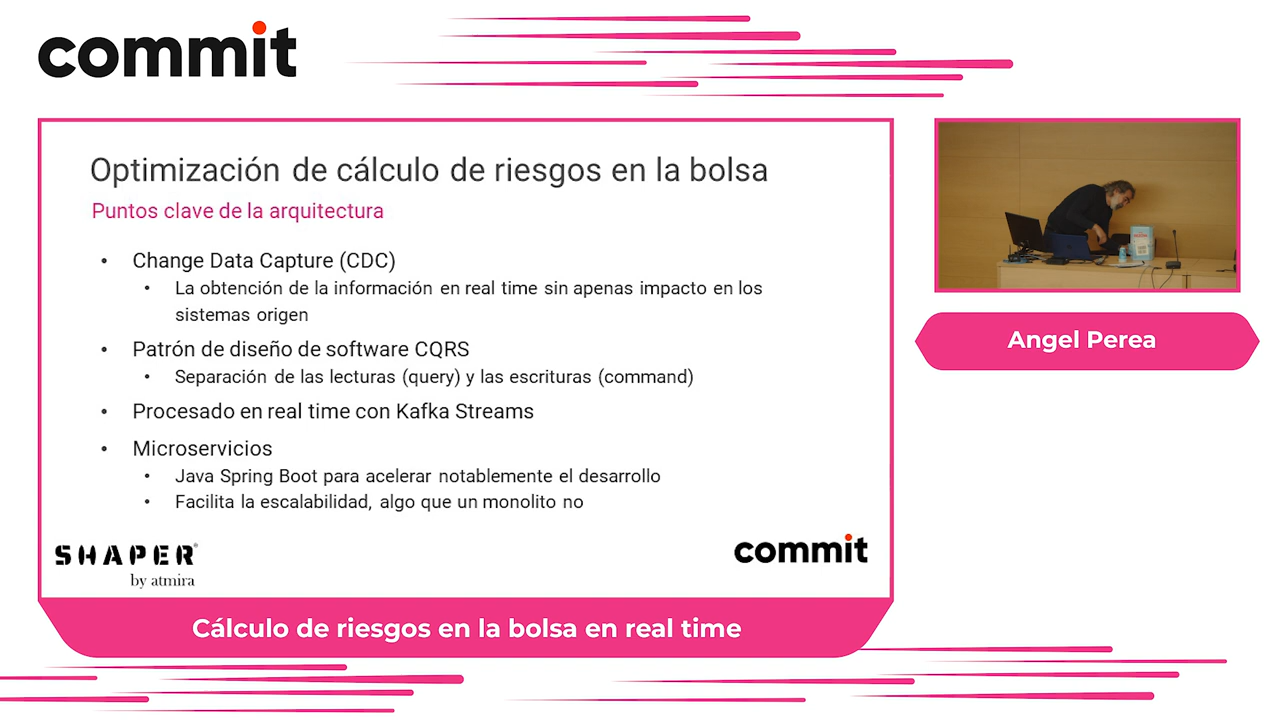 commit
Optimización de cálculo de riesgos en la bolsa
Puntos clave de la arquitectura
• Change Data Capture (CDC)
• La obtención de la información en real time sin apenas impacto en los
sistemas origen
• Patrón de diseño de software CQRS
• Separación de las lecturas (query) y las escrituras (command)
• Procesado en real time con Kafka Streams
• Microservicios
• Java Spring Boot para acelerar notablemente el desarrollo
• Facilita la escalabilidad, algo que un monolito no
SHAPER®
by atmira
commit
Cálculo de riesgos en la bolsa en real time
Angel Perea